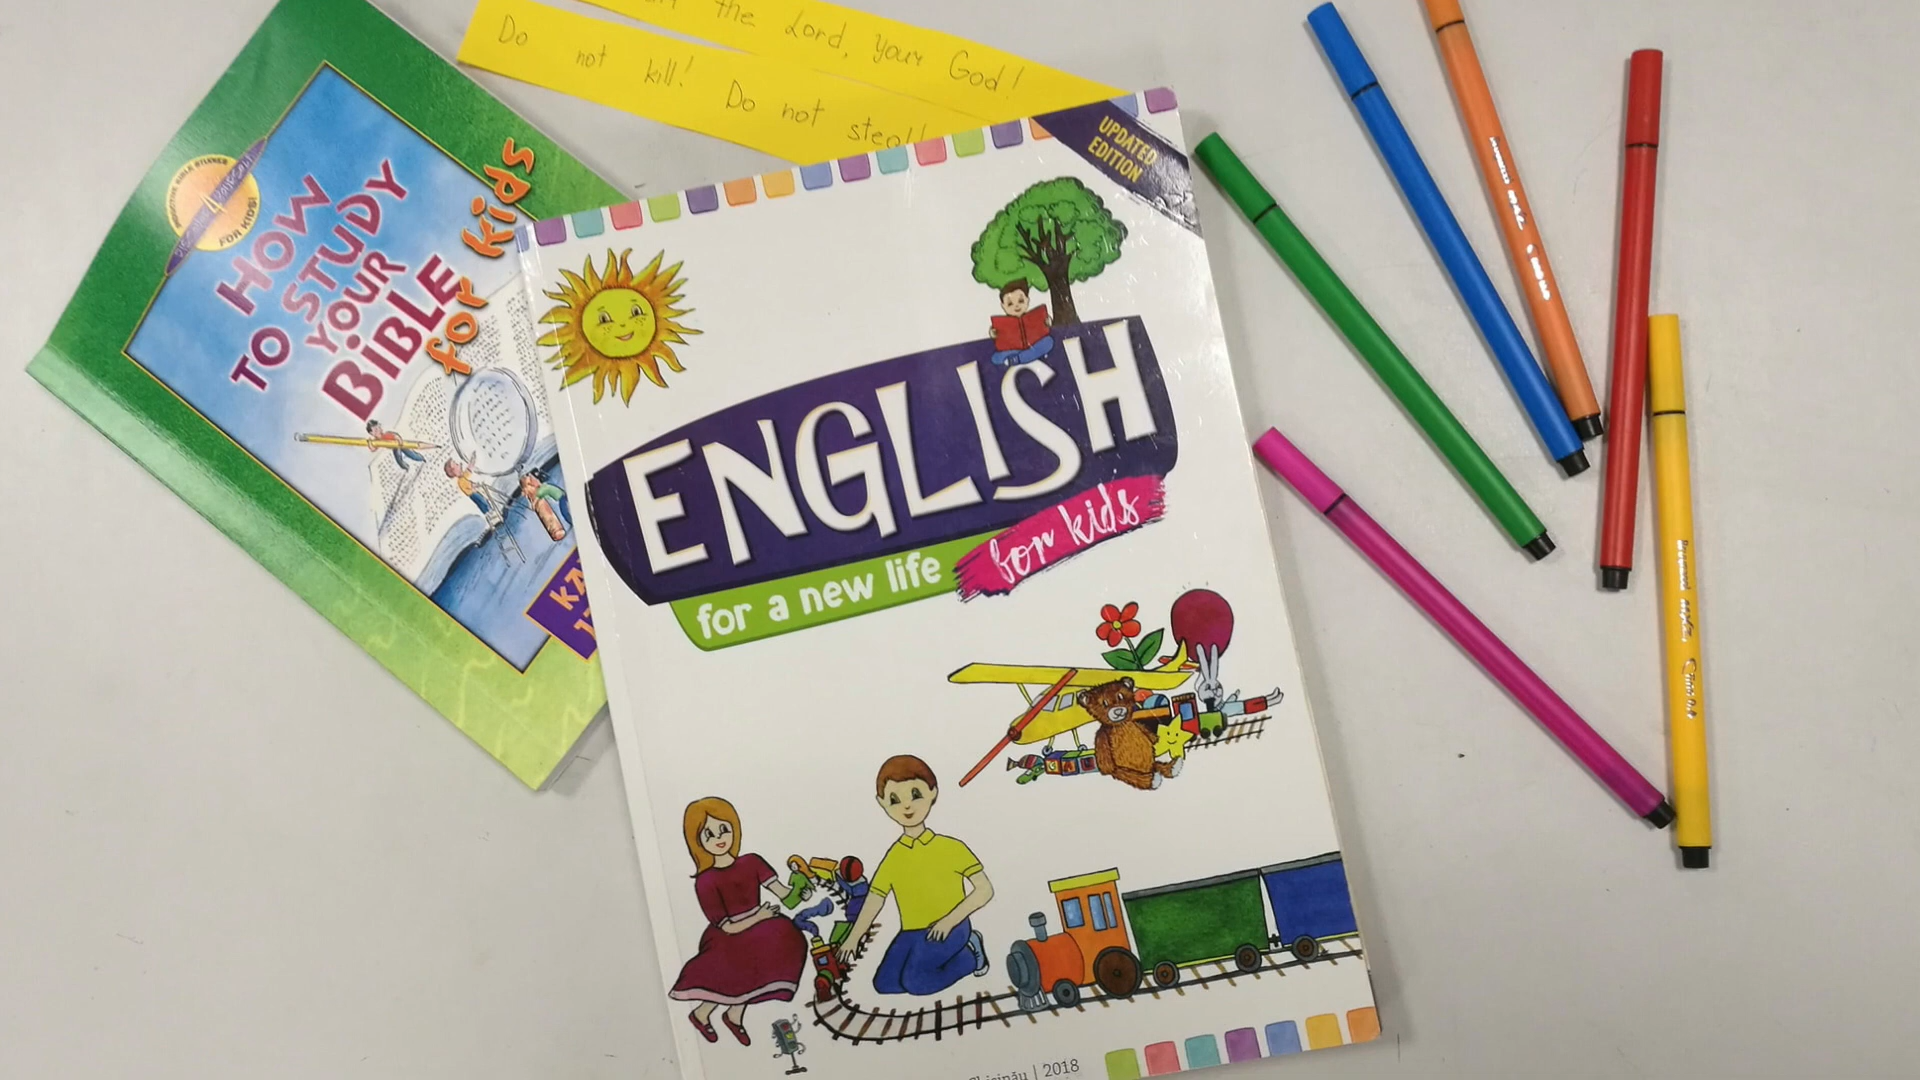 the Lord, your God!
Do not kill! Do not steal!
UPDATED
EDITION
FOR KIDS!
HOW
TO STUDY
YOUR
BiBLE
for kids
ENGLISH
for a new life
for kids
Chișinău | 2018